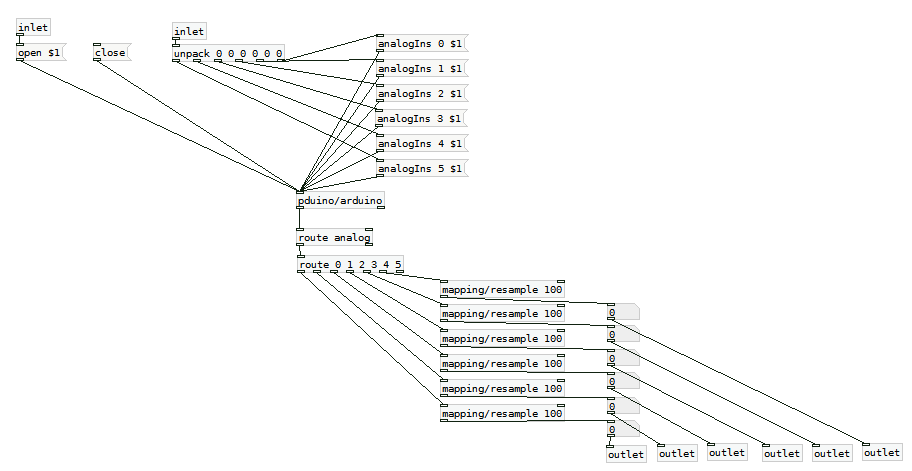 inlet
open $1
close
inlet
unpack 0 0 0 0 0 0
analogIns 0 $1
analogIns 1 $1
analogIns 2 $1
analogIns 3 $1
analogIns 4 $1
analogIns 5 $1
pduino/arduino
route analog
route 0 1 2 3 4 5
mapping/resample 100
mapping/resample 100
mapping/resample 100
mapping/resample 100
mapping/resample 100
mapping/resample 100
0
0
0
0
0
0
outlet
outlet
outlet
outlet
outlet
outlet